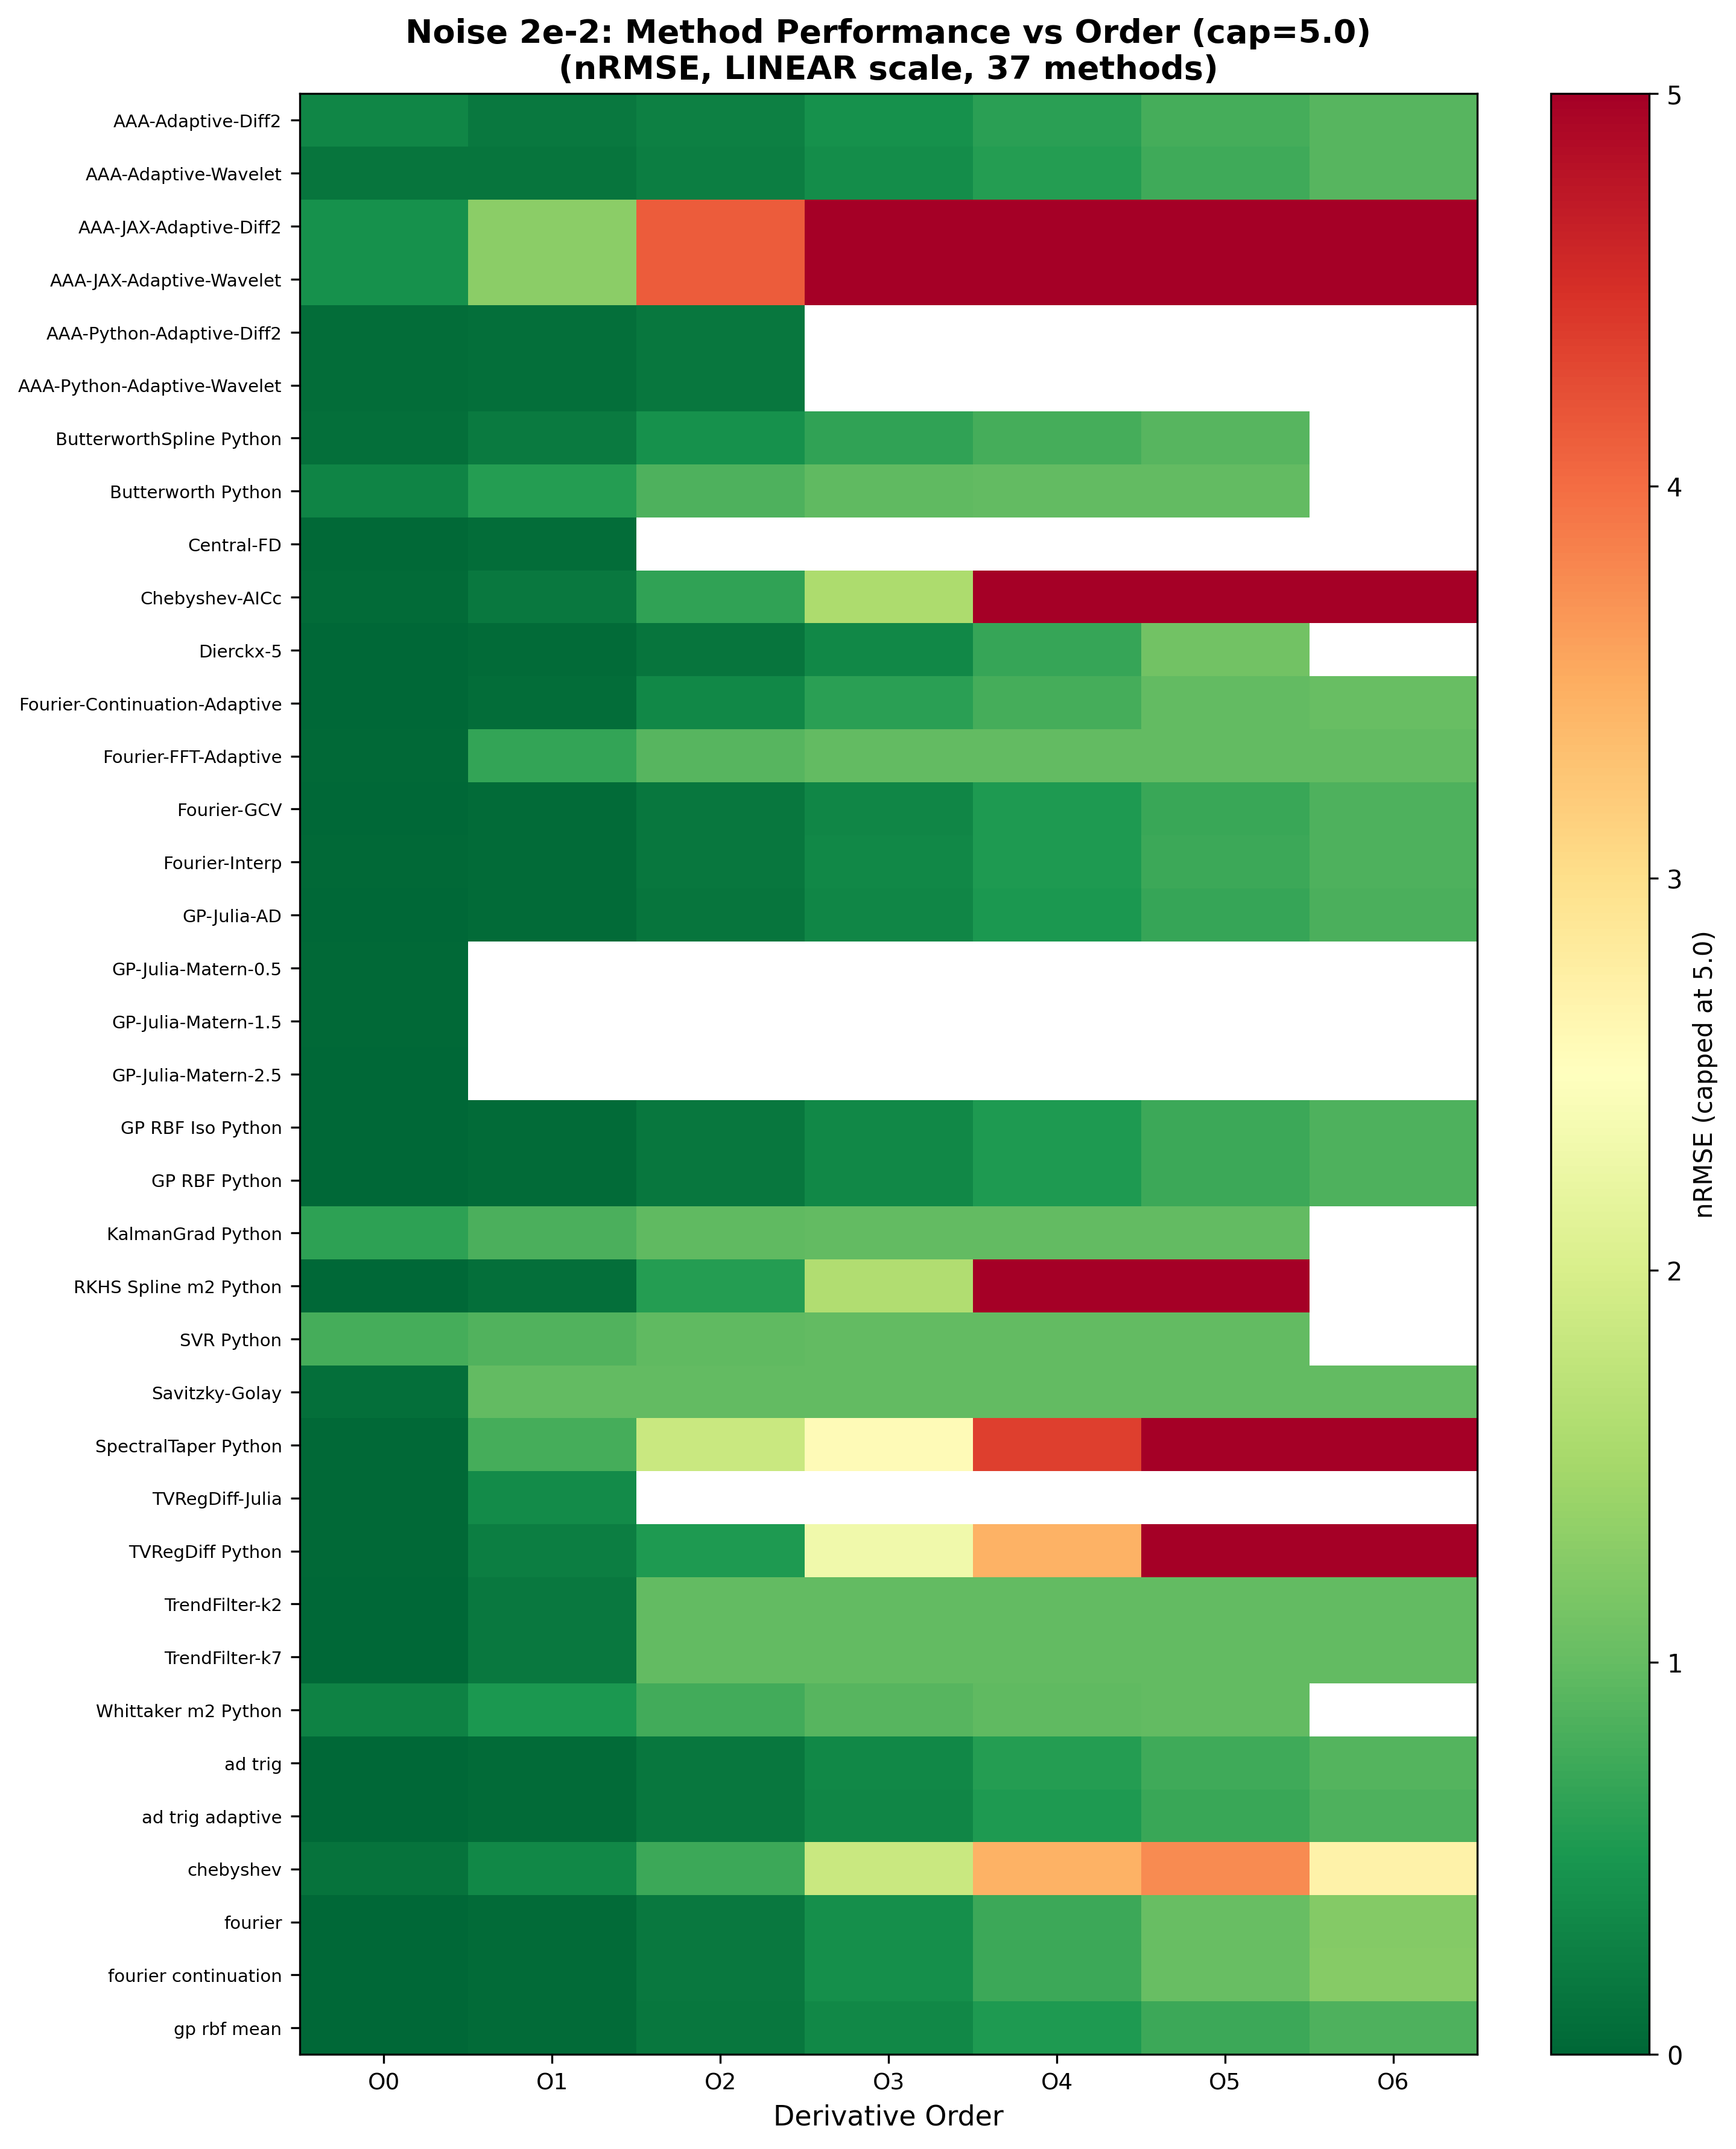 Noise 2e-2: Method Performance vs Order (cap=5.0)
(nRMSE, LINEAR scale, 37 methods)
AAA-Adaptive-Diff2
AAA-Adaptive-Wavelet
AAA-JAX-Adaptive-Diff2
AAA-JAX-Adaptive-Wavelet
AAA-Python-Adaptive-Diff2
AAA-Python-Adaptive-Wavelet
ButterworthSpline Python
Butterworth Python
Central-FD
Chebyshev-AICc
Dierckx-5
Fourier-Continuation-Adaptive
Fourier-FFT-Adaptive
Fourier-GCV
Fourier-Interp
GP-Julia-AD
GP-Julia-Matern-0.5
GP-Julia-Matern-1.5
GP-Julia-Matern-2.5
GP RBF Iso Python
GP RBF Python
KalmanGrad Python
RKHS Spline m2 Python
SVR Python
Savitzky-Golay
SpectralTaper Python
TVRegDiff-Julia
TVRegDiff Python
TrendFilter-k2
TrendFilter-k7
Whittaker m2 Python
ad trig
ad trig adaptive
chebyshev
fourier
fourier continuation
gp rbf mean
O0 O1 O2 O3 O4 O5 O6
Derivative Order
5
4
3
2
1
0
nRMSE (capped at 5.0)